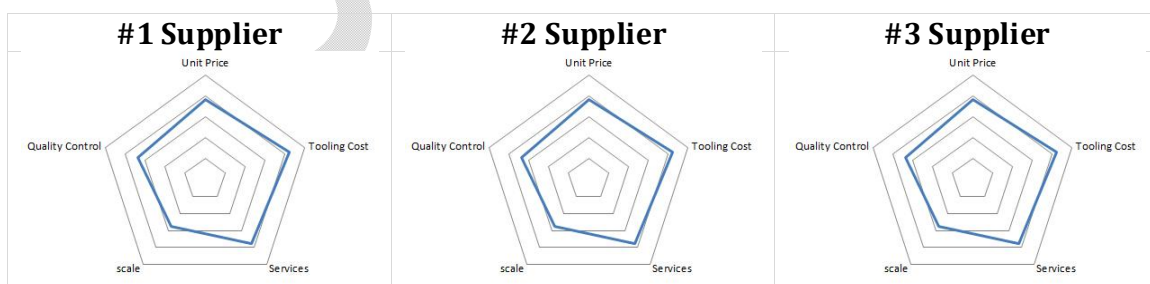 #1 Supplier
Unit Price
Quality Control
Tooling Cost
scale
Services
#2 Supplier
Unit Price
Quality Control
Tooling Cost
scale
Services
#3 Supplier
Unit Price
Quality Control
Tooling Cost
scale
Services